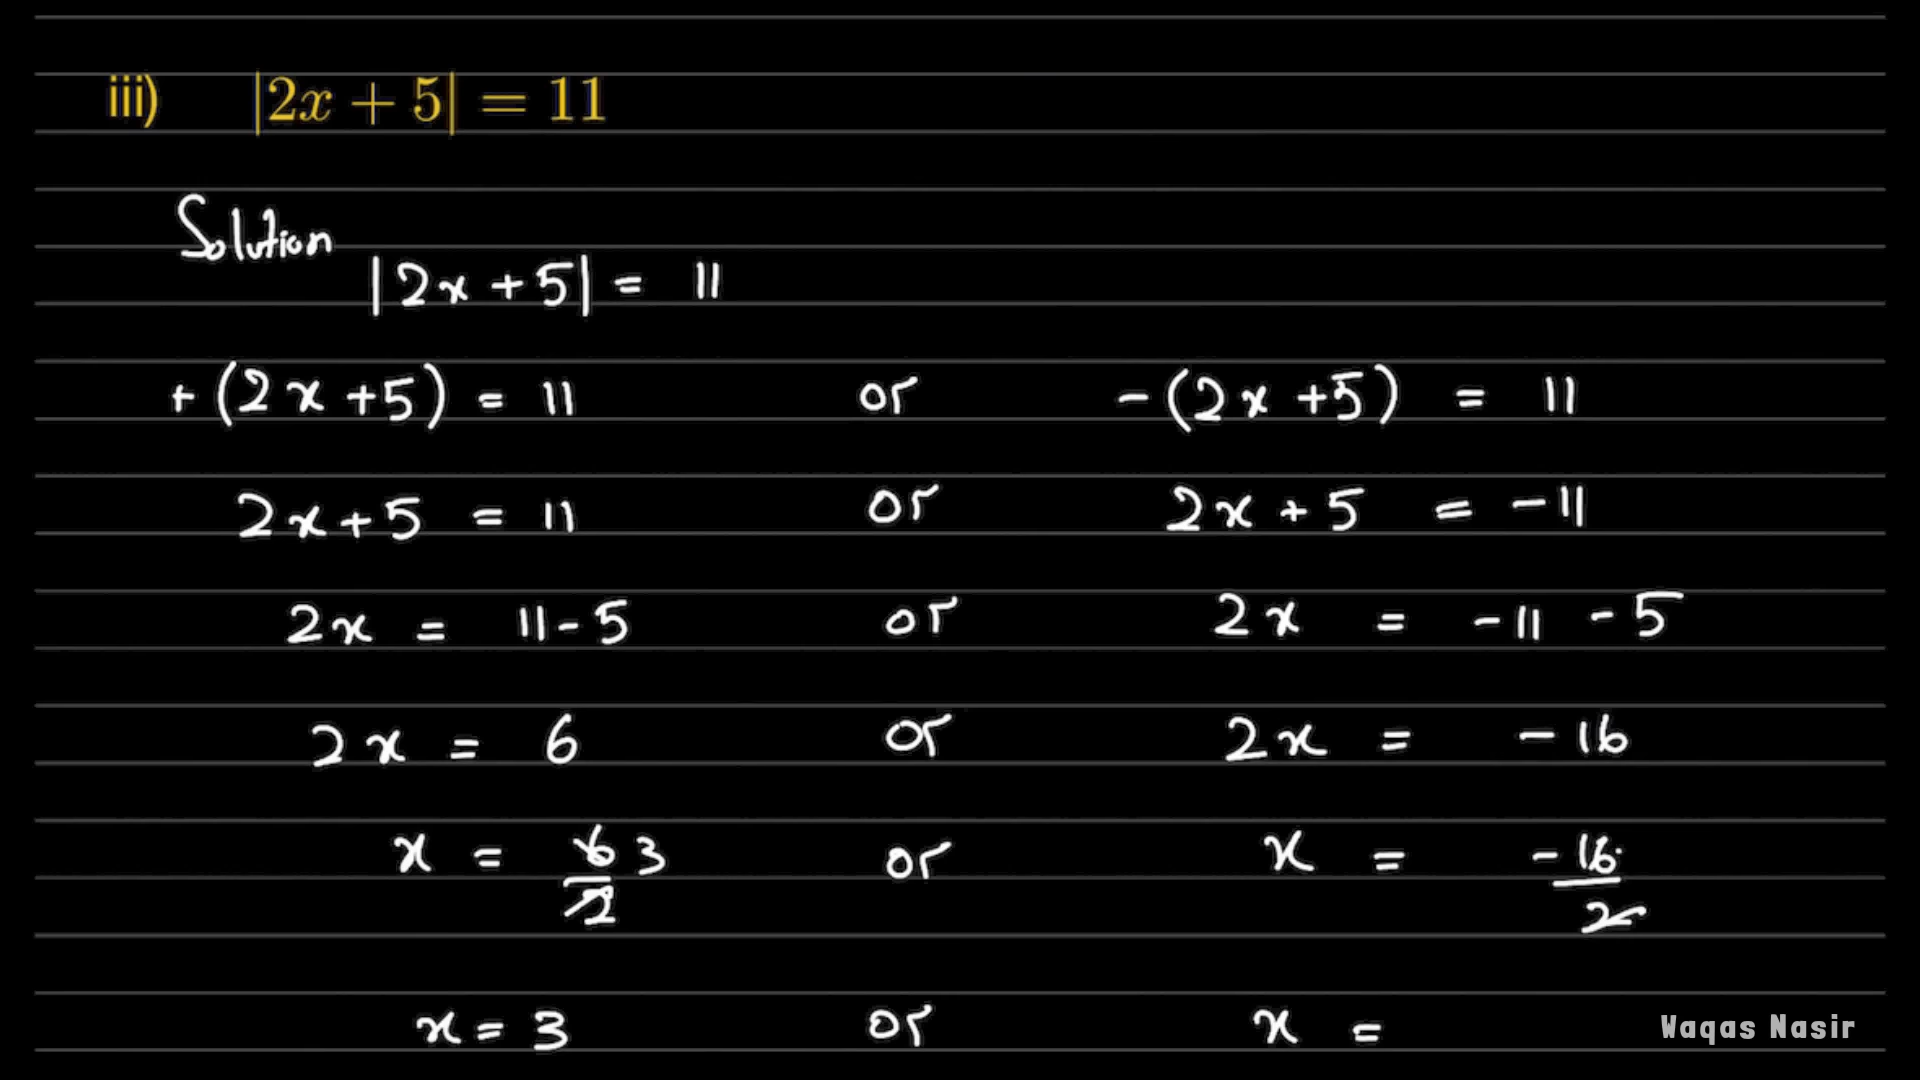 iii) |2x + 5| = 11
Solution
|2x + 5| = 11
+(2x + 5) = 11 or -(2x + 5) = 11
2x + 5 = 11 or 2x + 5 = -11
2x = 11 - 5 or 2x = -11 - 5
2x = 6 or 2x = -16
x = 6/2 3 or x = -16/2
x = 3 or x =
Waqas Nasir